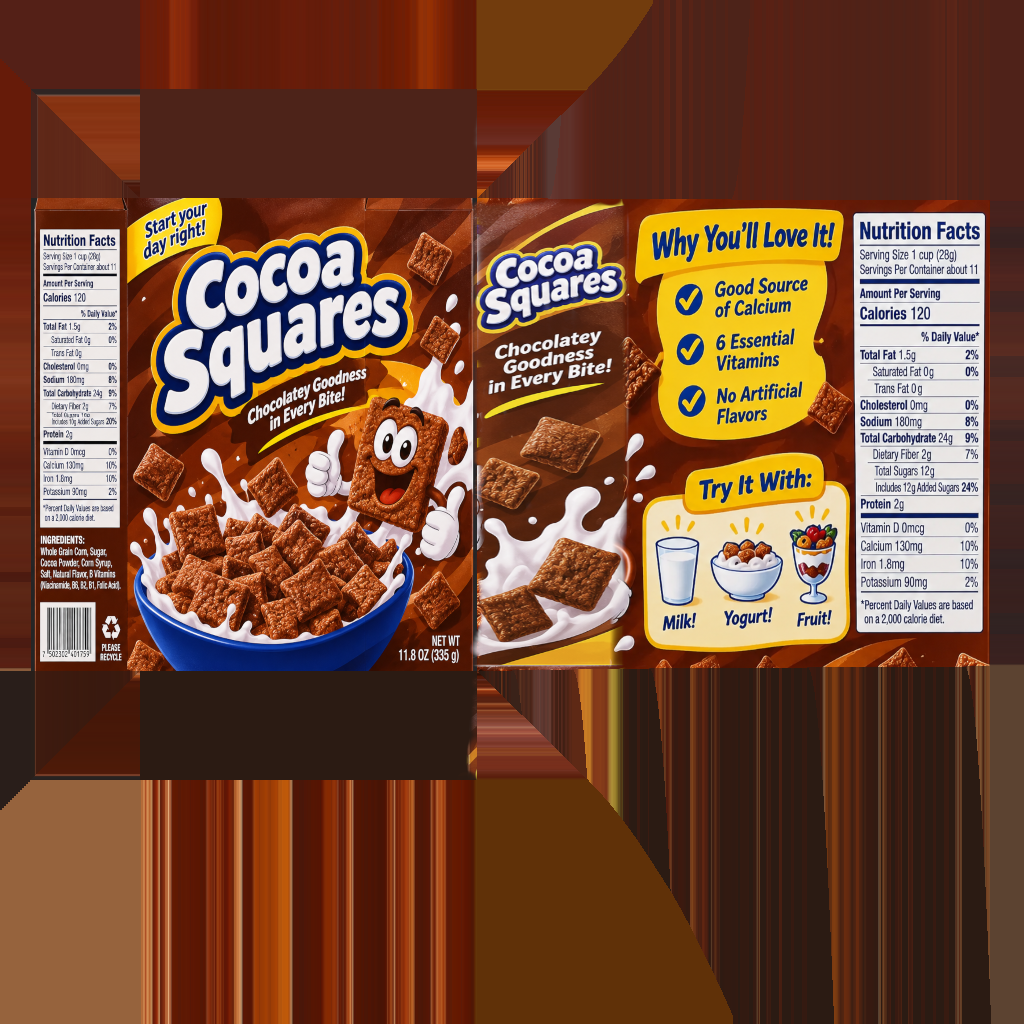 Nutrition Facts
Serving Size 1 cup (28g)
Servings Per Container about 11
Amount Per Serving
Calories 120
% Daily Value*
Total Fat 1.5g 2%
Saturated Fat 0g 0%
Trans Fat 0g
Cholesterol 0mg 0%
Sodium 180mg 8%
Total Carbohydrate 24g 9%
Dietary Fiber 2g 7%
Includes 10g Added Sugars 20%
Protein 2g
Vitamin D 0mcg 0%
Calcium 130mg 10%
Iron 1.8mg 10%
Potassium 90mg 2%
*Percent Daily Values are based
on a 2,000 calorie diet.
INGREDIENTS:
Whole Grain Corn, Sugar,
Cocoa Powder, Corn Syrup,
Salt, Natural Flavor, B Vitamins
(Niacinamide, B6, B2, B1, Folic Acid).
7 502302 401759
PLEASE
RECYCLE
Start your
day right!
Cocoa
Squares
Chocolatey Goodness
in Every Bite!
NET WT
11.8 OZ (335 g)
Cocoa
Squares
Chocolatey
Goodness
in Every Bite!
Why You'll Love It!
Good Source
of Calcium
6 Essential
Vitamins
No Artificial
Flavors
Try It With:
Milk!
Yogurt!
Fruit!
Nutrition Facts
Serving Size 1 cup (28g)
Servings Per Container about 11
Amount Per Serving
Calories 120
% Daily Value*
Total Fat 1.5g 2%
Saturated Fat 0g 0%
Trans Fat 0g
Cholesterol 0mg 0%
Sodium 180mg 8%
Total Carbohydrate 24g 9%
Dietary Fiber 2g 7%
Total Sugars 12g
Includes 12g Added Sugars 24%
Protein 2g
Vitamin D 0mcg 0%
Calcium 130mg 10%
Iron 1.8mg 10%
Potassium 90mg 2%
*Percent Daily Values are based
on a 2,000 calorie diet.